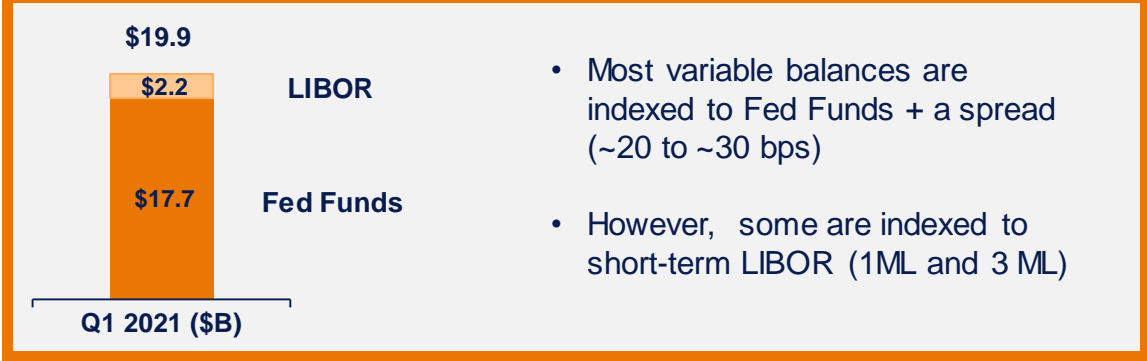 $19.9
$2.2
LIBOR
$17.7
Fed Funds
Q1 2021 ($B)
• Most variable balances are
indexed to Fed Funds + a spread
(~20 to ~30 bps)
• However, some are indexed to
short-term LIBOR (1ML and 3 ML)